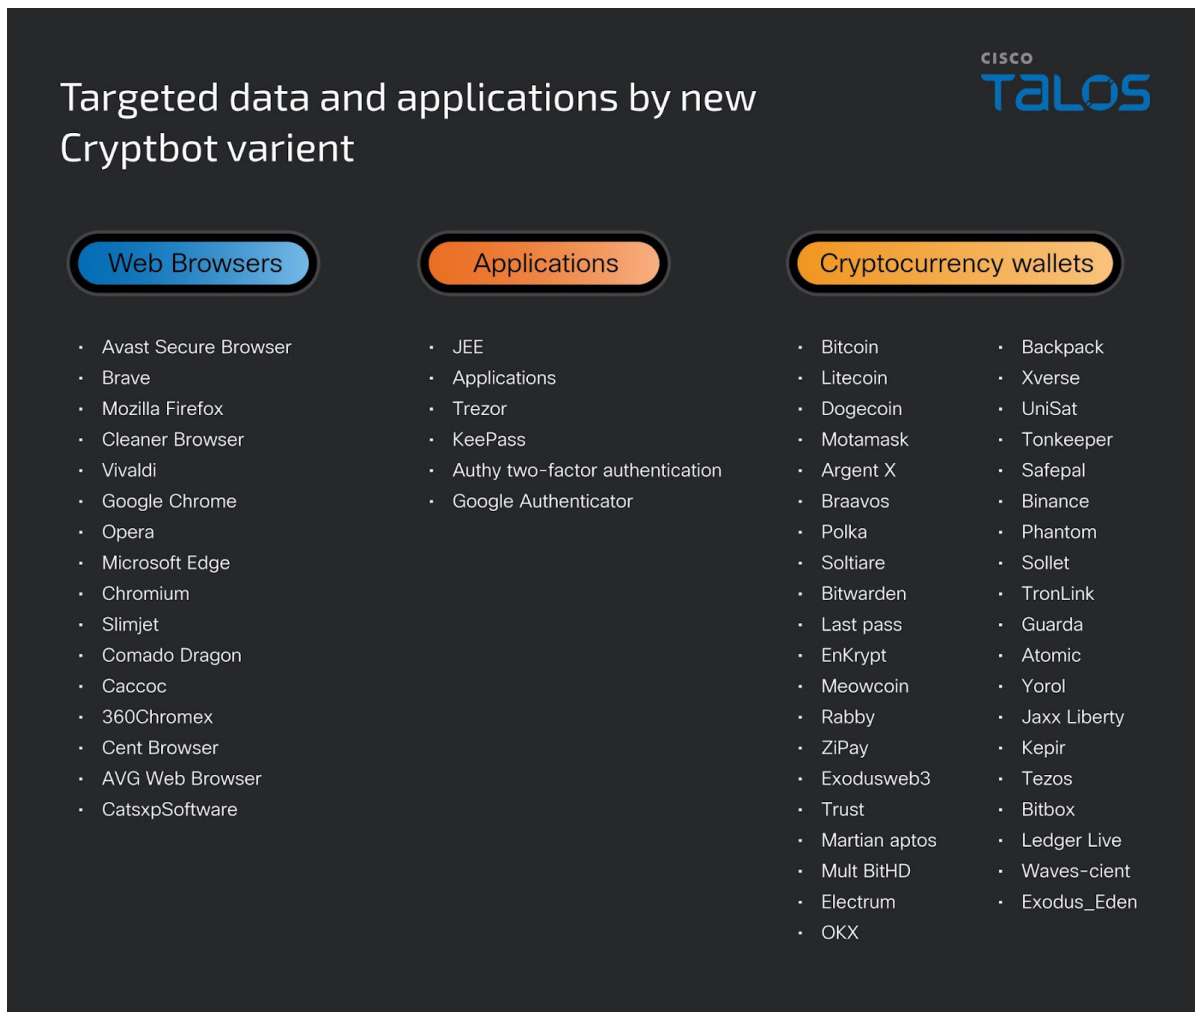 CISCO
TALOS
Targeted data and applications by new
Cryptbot varient
Web Browsers
Avast Secure Browser
Brave
Mozilla Firefox
Cleaner Browser
Vivaldi
Google Chrome
Opera
Microsoft Edge
Chromium
Slimjet
Comado Dragon
Caccoc
360Chromex
Cent Browser
AVG Web Browser
CatsxpSoftware
Applications
JEE
Applications
Trezor
KeePass
Authy two-factor authentication
Google Authenticator
Cryptocurrency wallets
Bitcoin
Litecoin
Dogecoin
Motamask
Argent X
Braavos
Polka
Soltiare
Bitwarden
Last pass
EnKrypt
Meowcoin
Rabby
ZiPay
Exodusweb3
Trust
Martian aptos
Mult BitHD
Electrum
OKX
Backpack
Xverse
UniSat
Tonkeeper
Safepal
Binance
Phantom
Sollet
TronLink
Guarda
Atomic
Yorol
Jaxx Liberty
Kepir
Tezos
Bitbox
Ledger Live
Waves-cient
Exodus_Eden